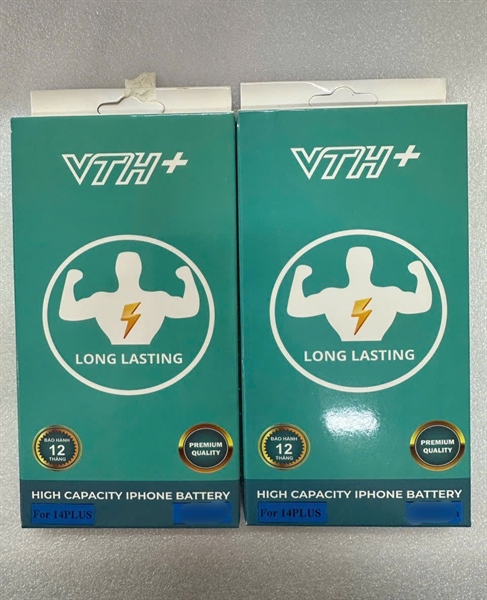 VTH+
LONG LASTING
BẢO HÀNH
12
THÁNG
PREMIUM
QUALITY
HIGH CAPACITY IPHONE BATTERY
For 14PLUS
VTH+
LONG LASTING
BẢO HÀNH
12
THÁNG
PREMIUM
QUALITY
HIGH CAPACITY IPHONE BATTERY
For 14PLUS